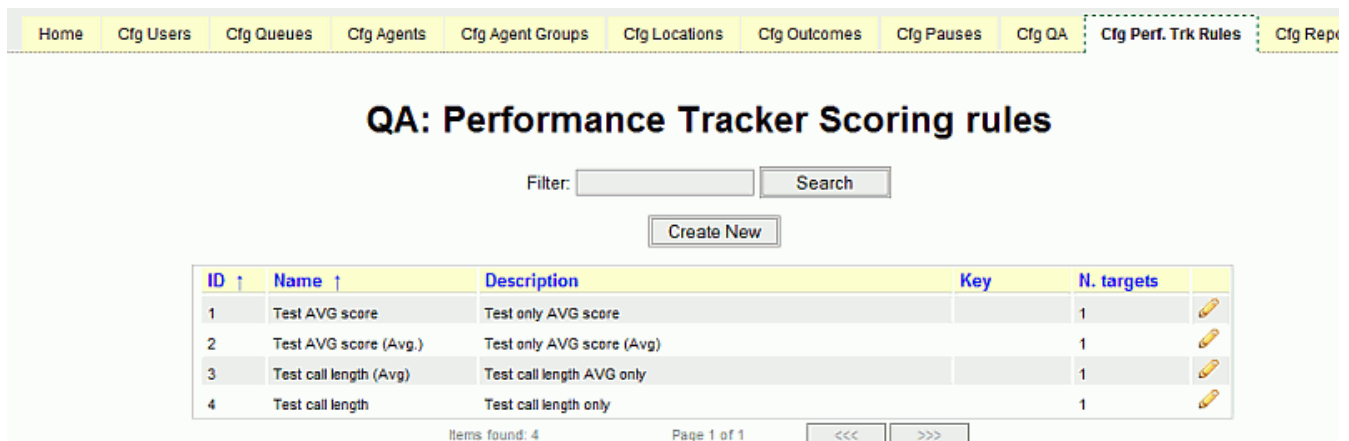 Home Cfg Users Cfg Queues Cfg Agents Cfg Agent Groups Cfg Locations Cfg Outcomes Cfg Pauses Cfg QA Cfg Perf. Trk Rules Cfg Repo
QA: Performance Tracker Scoring rules
Filter: Search
Create New
ID ↑ Name ↑ Description Key N. targets
1 Test AVG score Test only AVG score 1
2 Test AVG score (Avg.) Test only AVG score (Avg) 1
3 Test call length (Avg) Test call length AVG only 1
4 Test call length Test call length only 1
Items found: 4 Page 1 of 1 <<< >>>